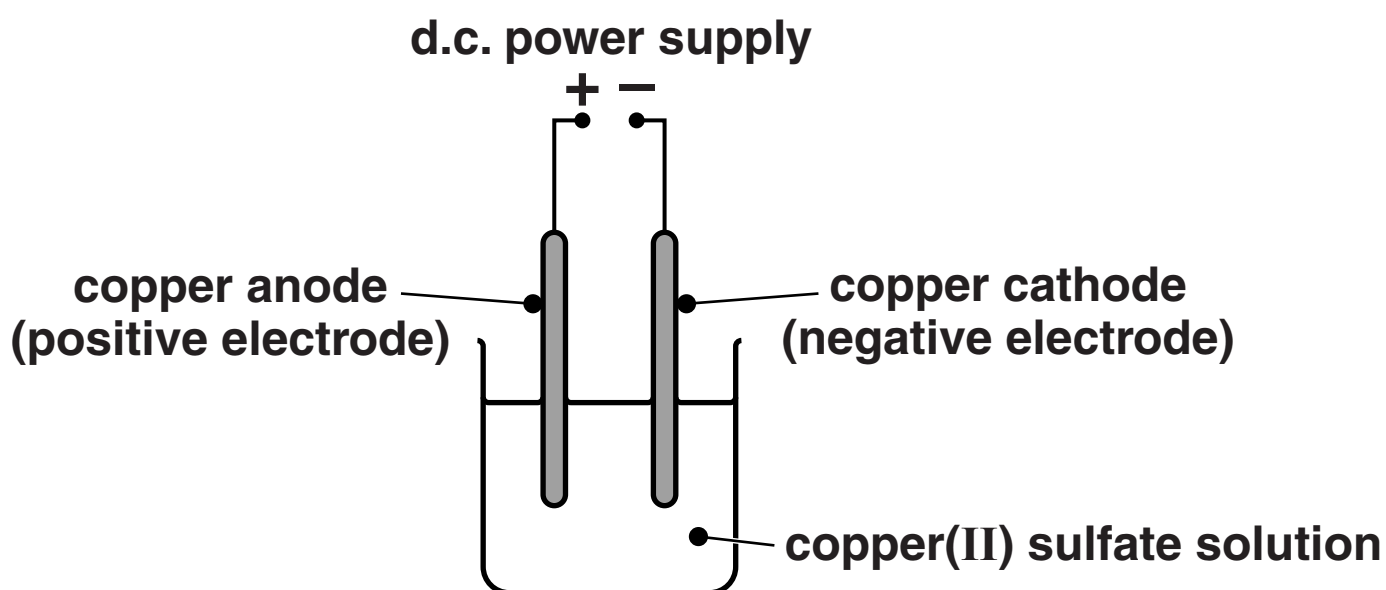 d.c. power supply
+ −
copper anode
(positive electrode)
copper cathode
(negative electrode)
copper(II) sulfate solution